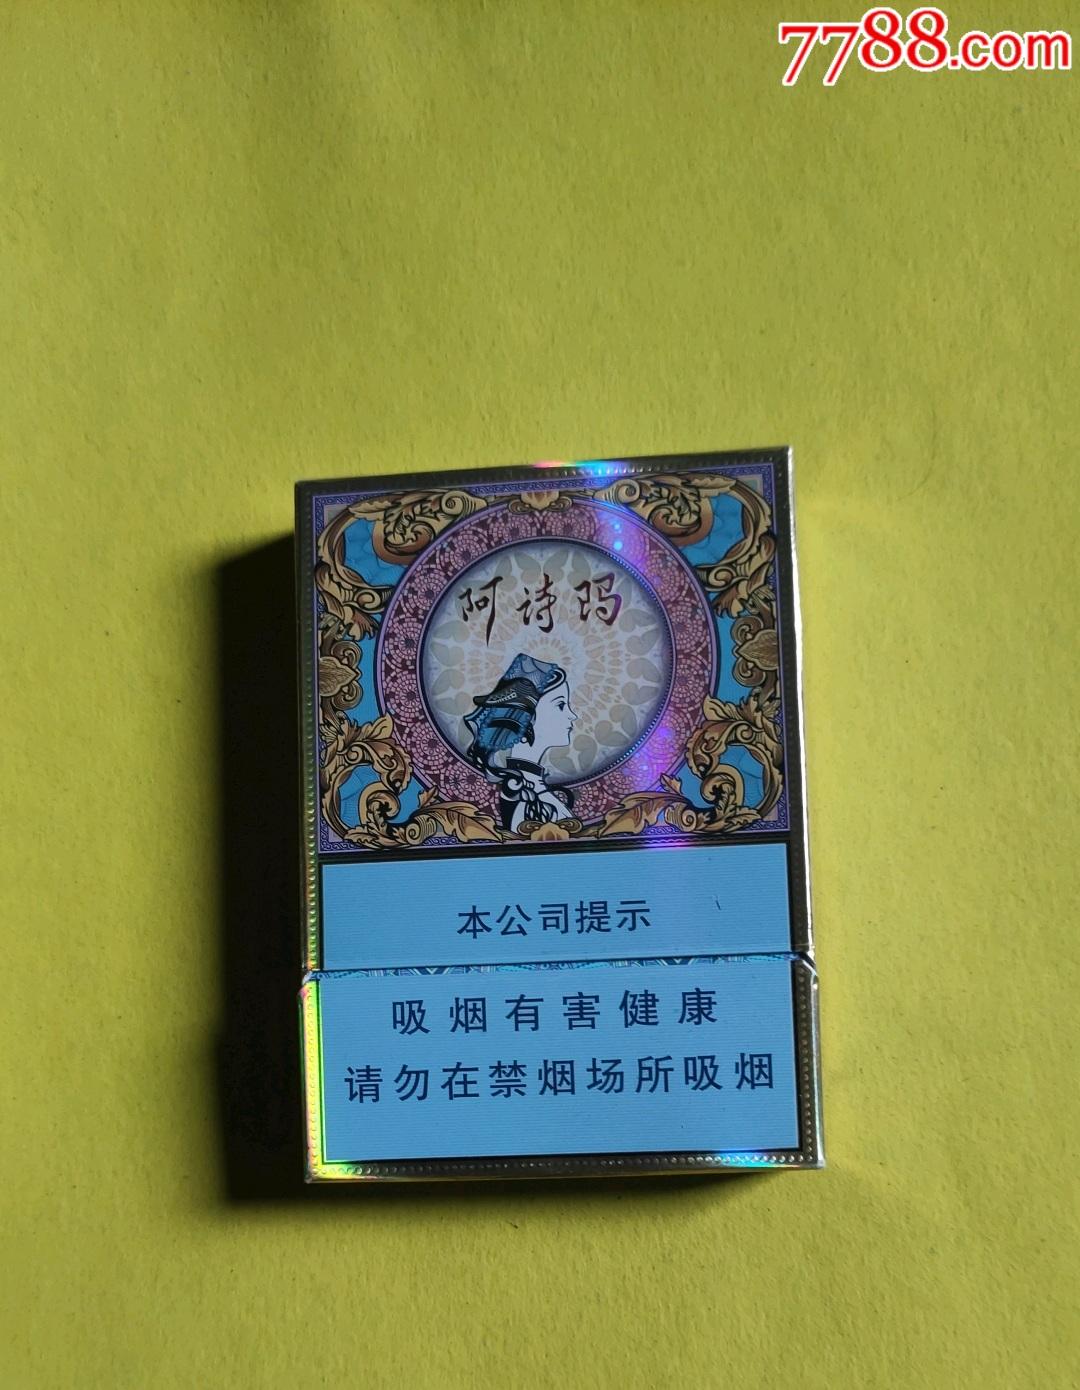 7788.com
阿诗玛
本公司提示
吸烟有害健康
请勿在禁烟场所吸烟